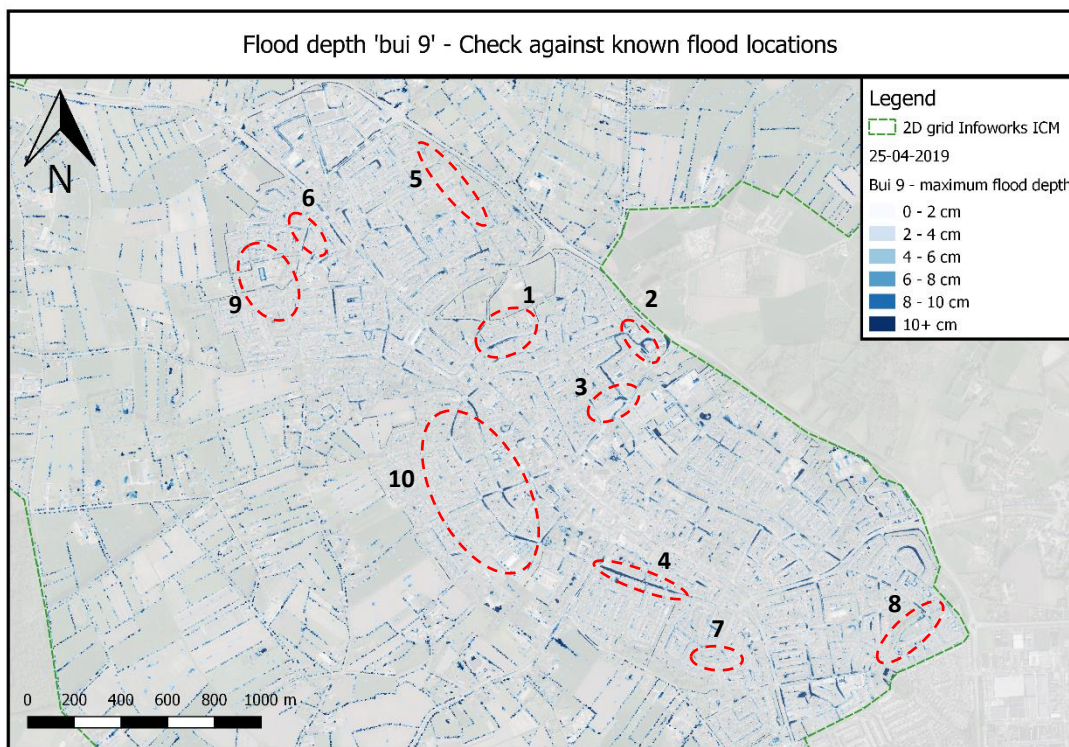 Flood depth 'bui 9' - Check against known flood locations
N
Legend
2D grid Infoworks ICM
25-04-2019
Bui 9 - maximum flood depth
0 - 2 cm
2 - 4 cm
4 - 6 cm
6 - 8 cm
8 - 10 cm
10+ cm
5
6
9
1
2
3
10
4
8
7
0 200 400 600 800 1000 m